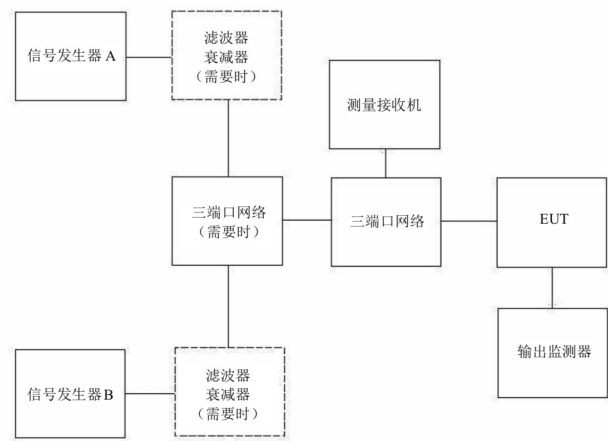 信号发生器 A
滤波器
衰减器
（需要时）
测量接收机
三端口网络
（需要时）
三端口网络
EUT
输出监测器
信号发生器 B
滤波器
衰减器
（需要时）